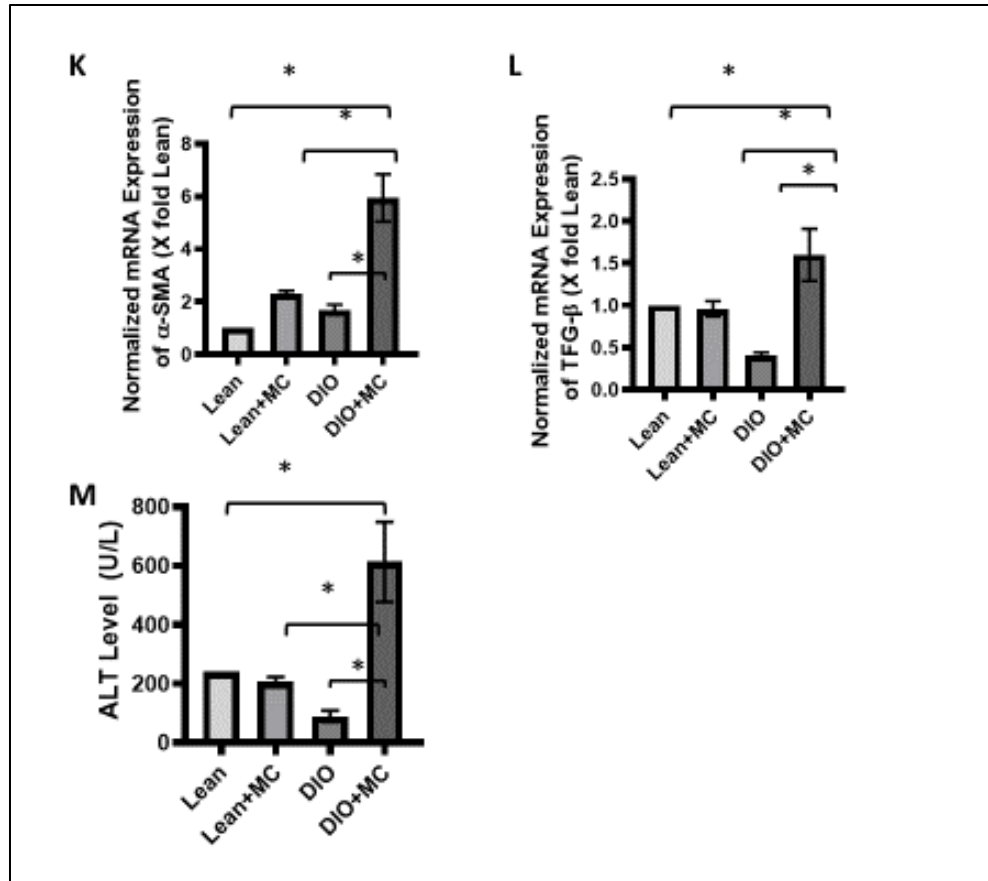 K
*
*
*
Normalized mRNA Expression
of α-SMA (X fold Lean)
8
6
4
2
0
Lean
Lean+MC
DIO
DIO+MC
L
*
*
*
Normalized mRNA Expression
of TFG-β (X fold Lean)
2.5
2.0
1.5
1.0
0.5
0.0
Lean
Lean+MC
DIO
DIO+MC
M
*
*
*
ALT Level (U/L)
800
600
400
200
0
Lean
Lean+MC
DIO
DIO+MC